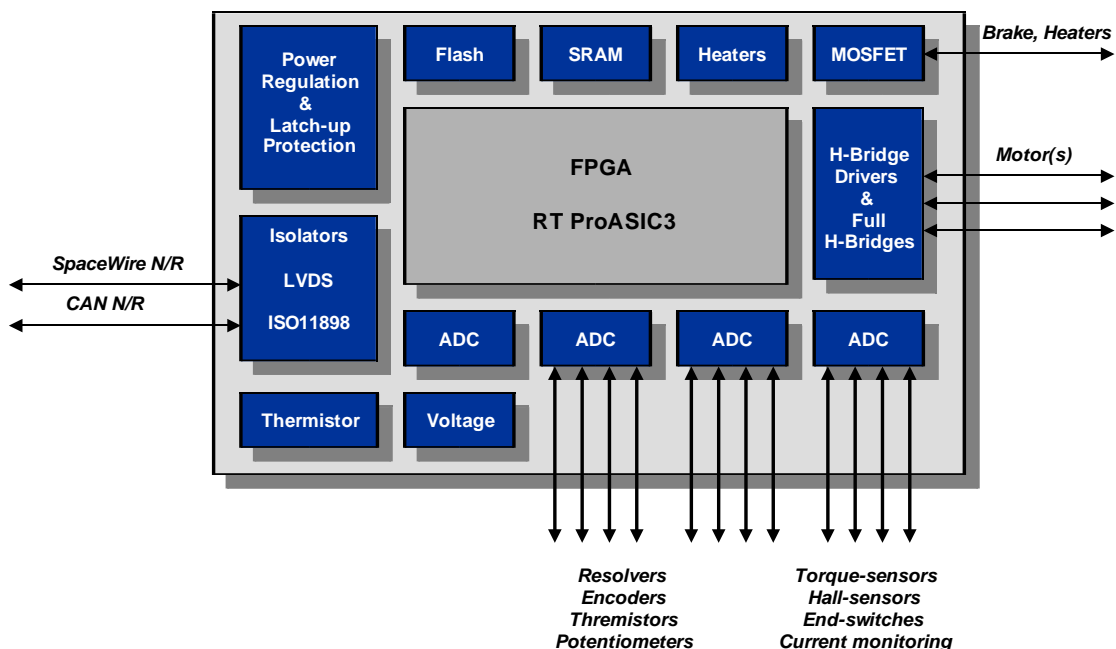 Power
Regulation
&
Latch-up
Protection
Flash
SRAM
Heaters
MOSFET
Brake, Heaters
FPGA
RT ProASIC3
H-Bridge
Drivers
&
Full
H-Bridges
Motor(s)
Isolators
LVDS
ISO11898
SpaceWire N/R
CAN N/R
ADC
ADC
ADC
ADC
Thermistor
Voltage
Resolvers
Encoders
Thremistors
Potentiometers
Torque-sensors
Hall-sensors
End-switches
Current monitoring